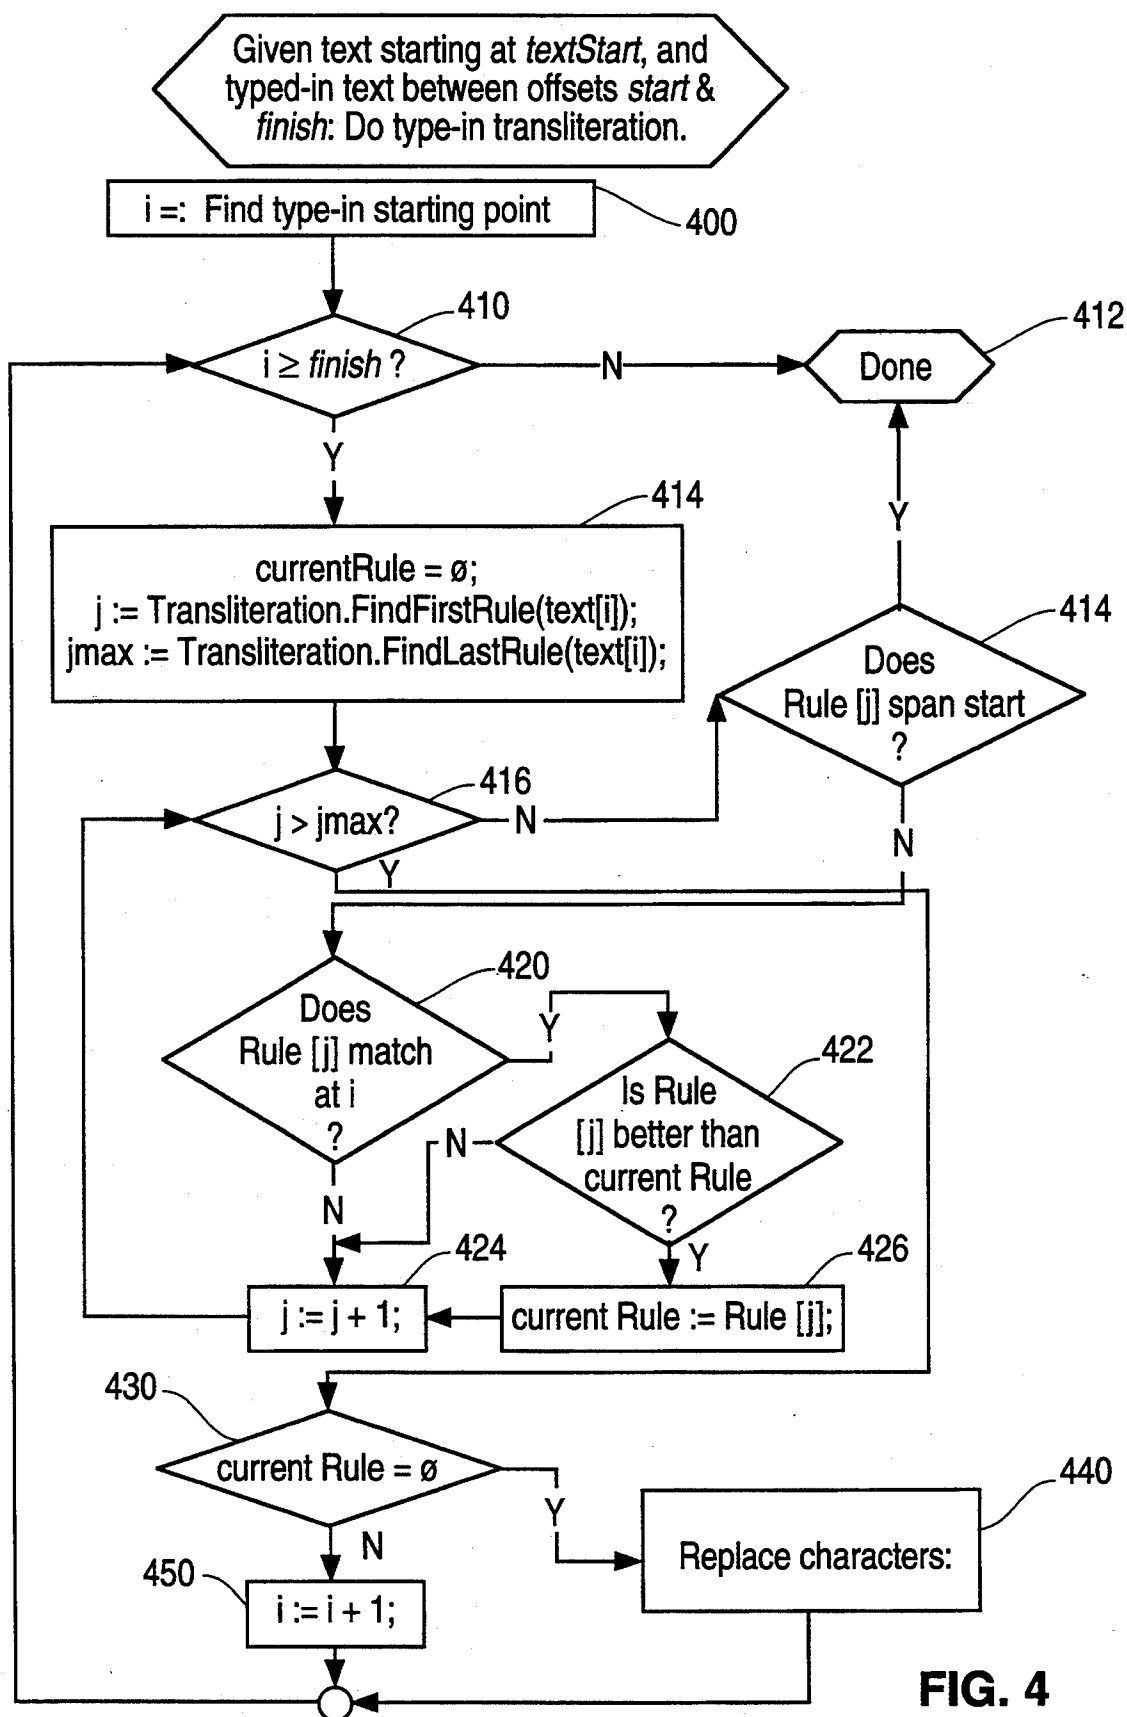 Given text starting at textStart, and
typed-in text between offsets start &
finish: Do type-in transliteration.
i =: Find type-in starting point
400
410
412
i ≥ finish ?
N
Done
Y
414
currentRule = ø;
j := Transliteration.FindFirstRule(text[i]);
jmax := Transliteration.FindLastRule(text[i]);
Y
414
Does
Rule [j] span start
?
416
j > jmax?
N
Y
N
420
Does
Rule [j] match
at i
?
Y
422
Is Rule
[j] better than
current Rule
?
N
N
Y
424
426
j := j + 1;
current Rule := Rule [j];
430
current Rule = ø
Y
440
Replace characters:
N
450
i := i + 1;
FIG. 4